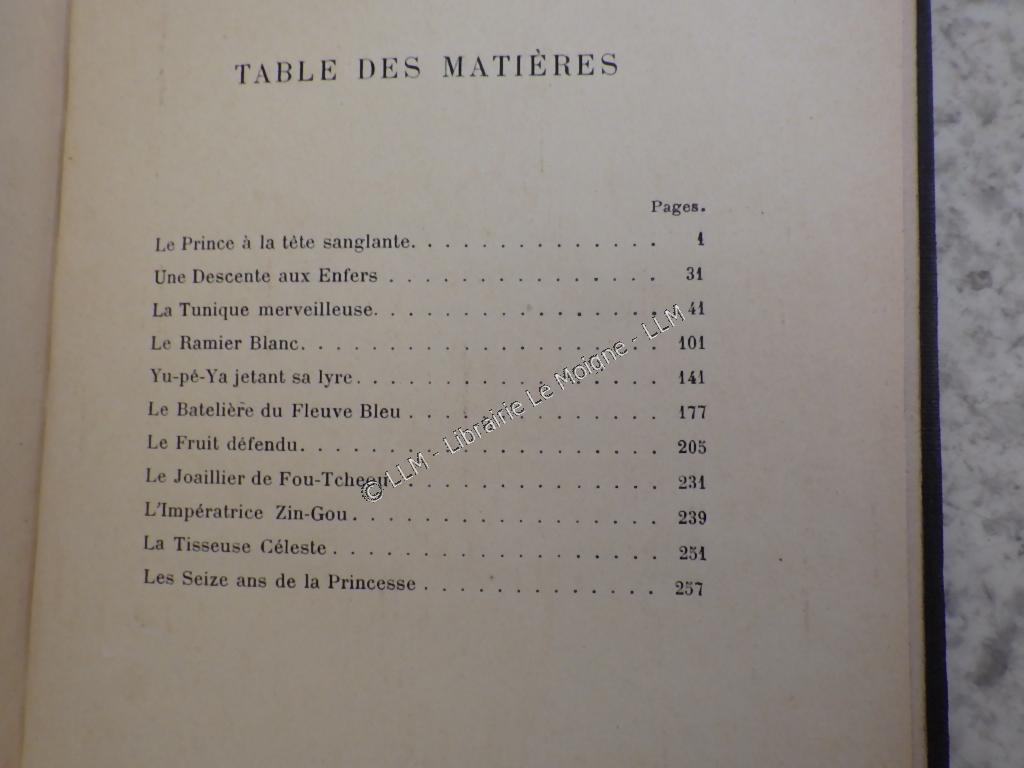 TABLE DES MATIÈRES
Pages.
Le Prince à la tête sanglante. . . . . . . . . . . . . . . 1
Une Descente aux Enfers . . . . . . . . . . . . . . . . 31
La Tunique merveilleuse. . . . . . . . . . . . . . . . . 41
Le Ramier Blanc. . . . . . . . . . . . . . . . . . . . . 101
Yu-pé-Ya jetant sa lyre. . . . . . . . . . . . . . . . . . 141
Le Batelière du Fleuve Bleu . . . . . . . . . . . . . . . 177
Le Fruit défendu. . . . . . . . . . . . . . . . . . . . . 205
Le Joaillier de Fou-Tcheou. . . . . . . . . . . . . . . . 231
L'Impératrice Zin-Gou. . . . . . . . . . . . . . . . . . 239
La Tisseuse Céleste . . . . . . . . . . . . . . . . . . . 251
Les Seize ans de la Princesse . . . . . . . . . . . . . . 257
© LLM - Librairie Le Moigne - LLM